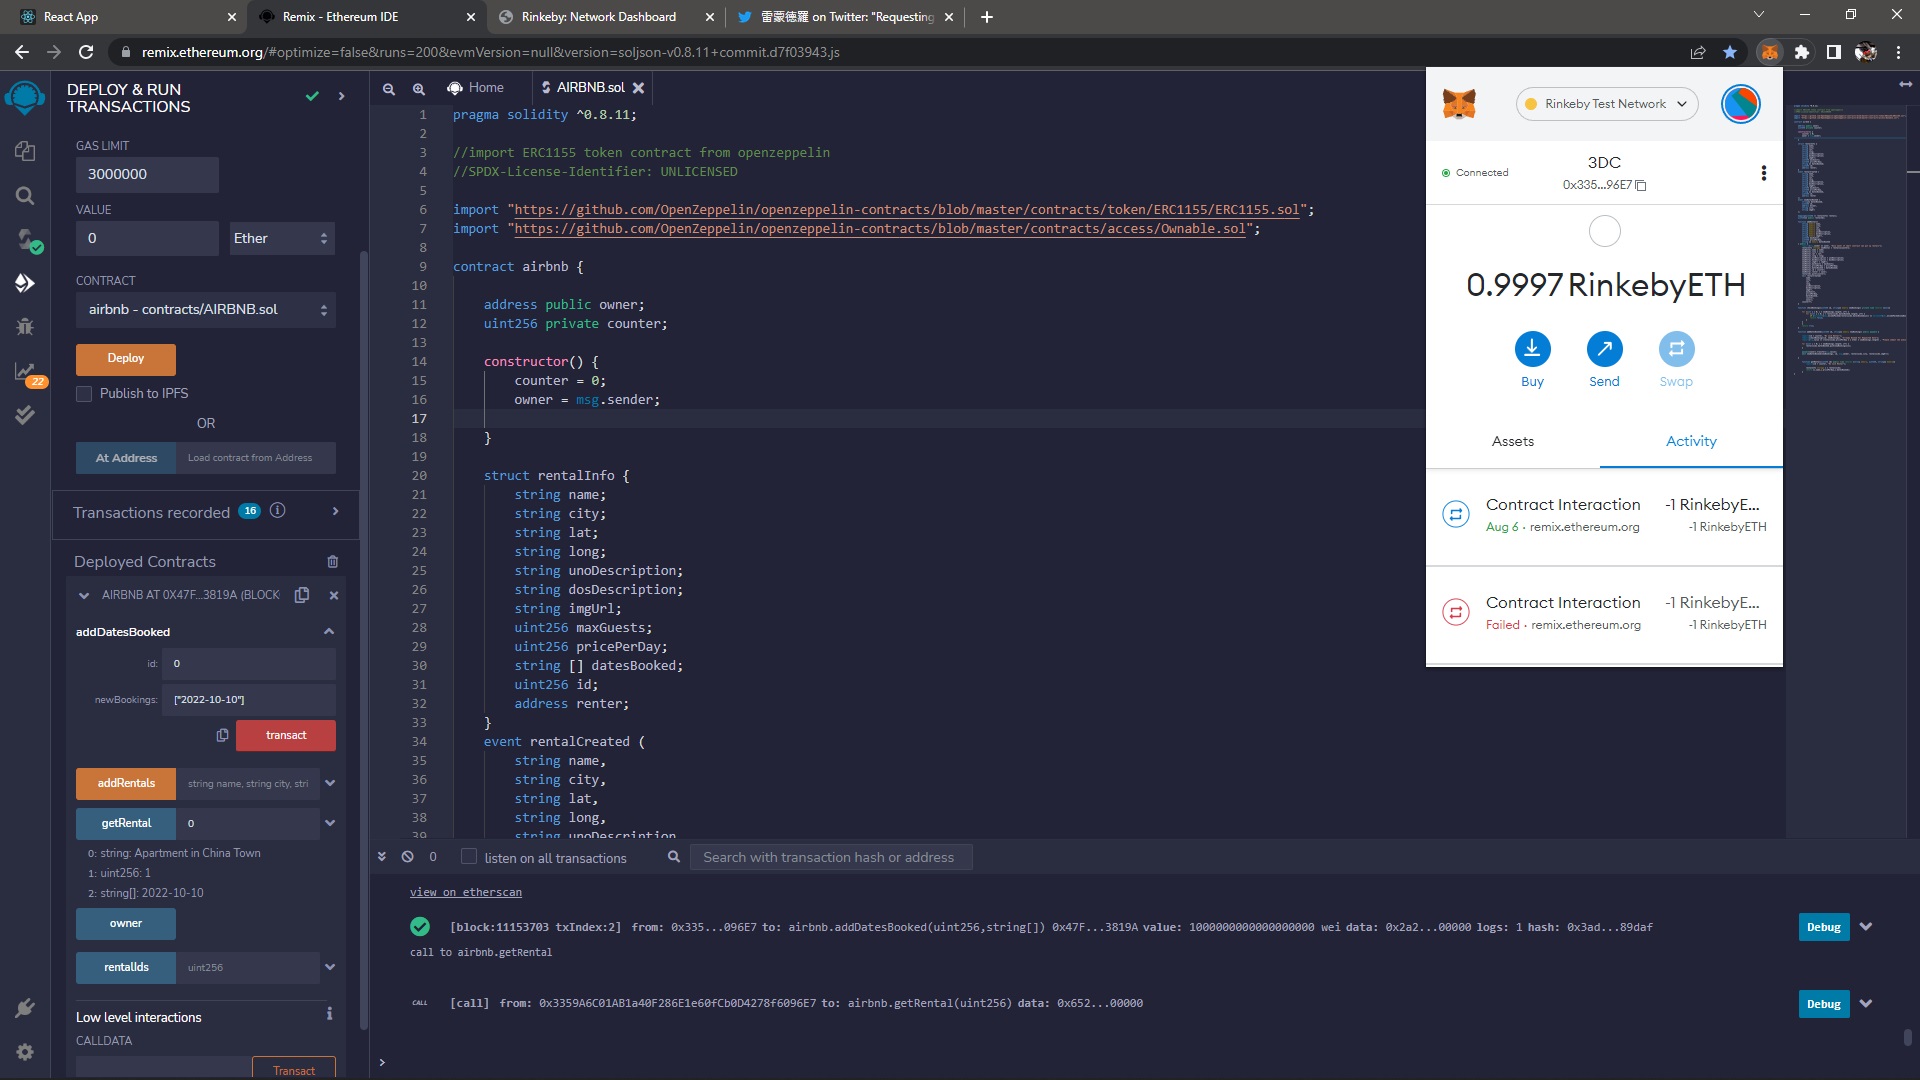 React App
Remix - Ethereum IDE
Rinkeby: Network Dashboard
雷蒙德羅 on Twitter: "Requesting
remix.ethereum.org/#optimize=false&runs=200&evmVersion=null&version=soljson-v0.8.11+commit.d7f03943.js
DEPLOY & RUN
TRANSACTIONS
GAS LIMIT
3000000
VALUE
0
Ether
CONTRACT
airbnb - contracts/AIRBNB.sol
Deploy
Publish to IPFS
OR
At Address
Load contract from Address
Transactions recorded 16
Deployed Contracts
AIRBNB AT 0X47F...3819A (BLOCK
addDatesBooked
id:
0
newBookings:
["2022-10-10"]
transact
addRentals
string name, string city, stri
getRental
0
0: string: Apartment in China Town
1: uint256: 1
2: string[]: 2022-10-10
owner
rentalIds
uint256
Low level interactions
CALLDATA
Transact
22
Home
AIRBNB.sol
1 pragma solidity ^0.8.11;
2
3 //import ERC1155 token contract from openzeppelin
4 //SPDX-License-Identifier: UNLICENSED
5
6 import "https://github.com/OpenZeppelin/openzeppelin-contracts/blob/master/contracts/token/ERC1155/ERC1155.sol";
7 import "https://github.com/OpenZeppelin/openzeppelin-contracts/blob/master/contracts/access/Ownable.sol";
8
9 contract airbnb {
10
11 address public owner;
12 uint256 private counter;
13
14 constructor() {
15 counter = 0;
16 owner = msg.sender;
17
18 }
19
20 struct rentalInfo {
21 string name;
22 string city;
23 string lat;
24 string long;
25 string unoDescription;
26 string dosDescription;
27 string imgUrl;
28 uint256 maxGuests;
29 uint256 pricePerDay;
30 string [] datesBooked;
31 uint256 id;
32 address renter;
33 }
34 event rentalCreated (
35 string name,
36 string city,
37 string lat,
38 string long,
39 string unoDescription
0
listen on all transactions
Search with transaction hash or address
view on etherscan
[block:11153703 txIndex:2] from: 0x335...096E7 to: airbnb.addDatesBooked(uint256,string[]) 0x47F...3819A value: 1000000000000000000 wei data: 0x2a2...00000 logs: 1 hash: 0x3ad...89daf
Debug
call to airbnb.getRental
CALL [call] from: 0x3359A6C01AB1a40F286E1e60fCb0D4278f6096E7 to: airbnb.getRental(uint256) data: 0x652...00000
Debug
>
Rinkeby Test Network
Connected
3DC
0x335...96E7
0.9997 RinkebyETH
Buy
Send
Swap
Assets
Activity
Contract Interaction
-1 RinkebyE...
Aug 6 · remix.ethereum.org
-1 RinkebyETH
Contract Interaction
-1 RinkebyE...
Failed · remix.ethereum.org
-1 RinkebyETH